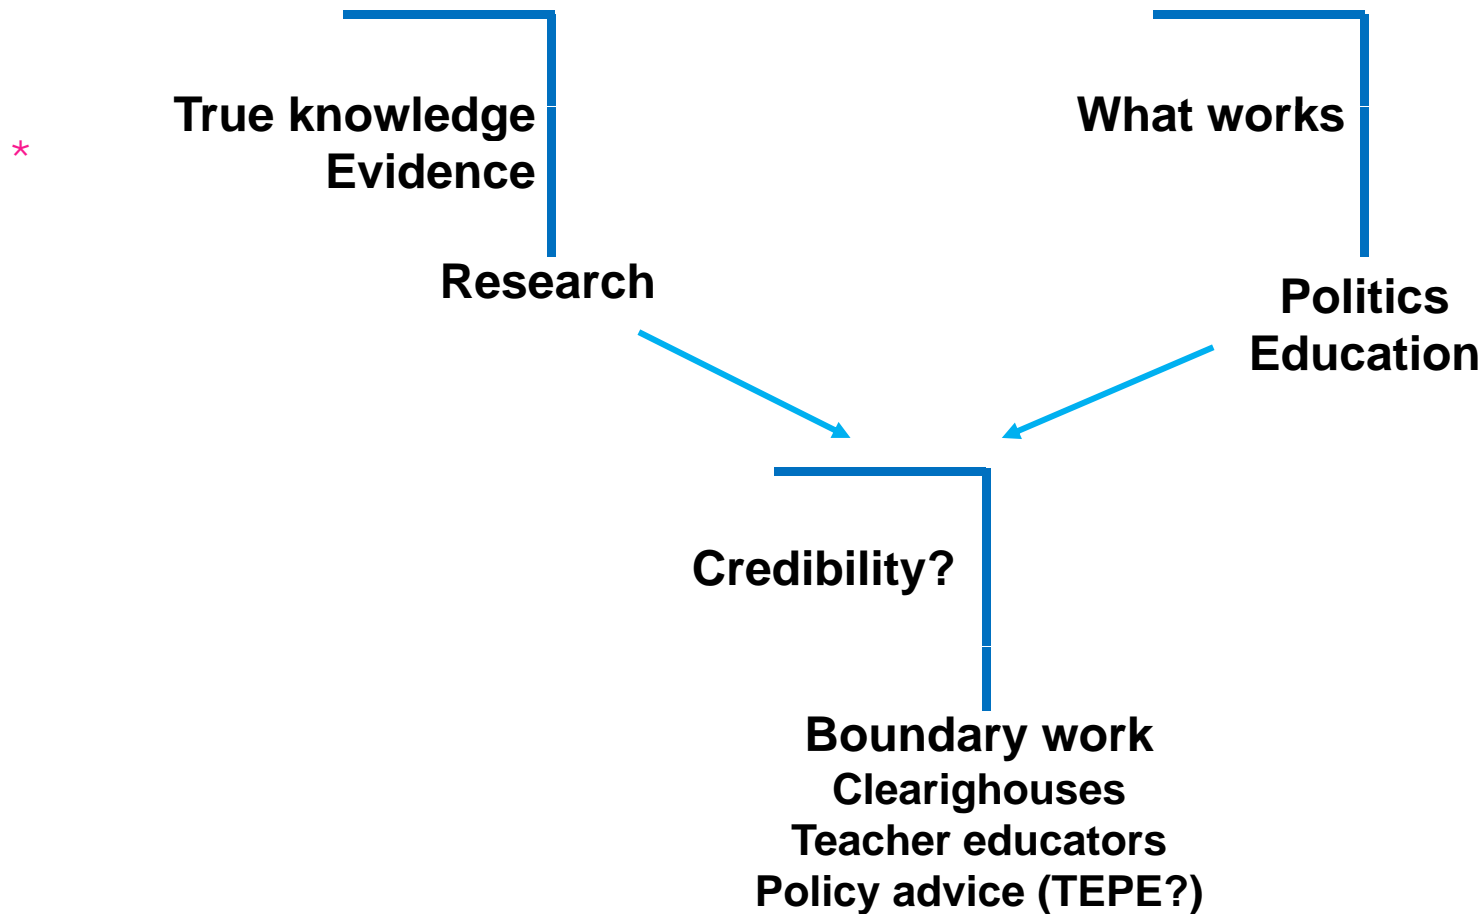 True knowledge
Evidence
*
Research
What works
Politics
Education
Credibility?
Boundary work
Clearighouses
Teacher educators
Policy advice (TEPE?)